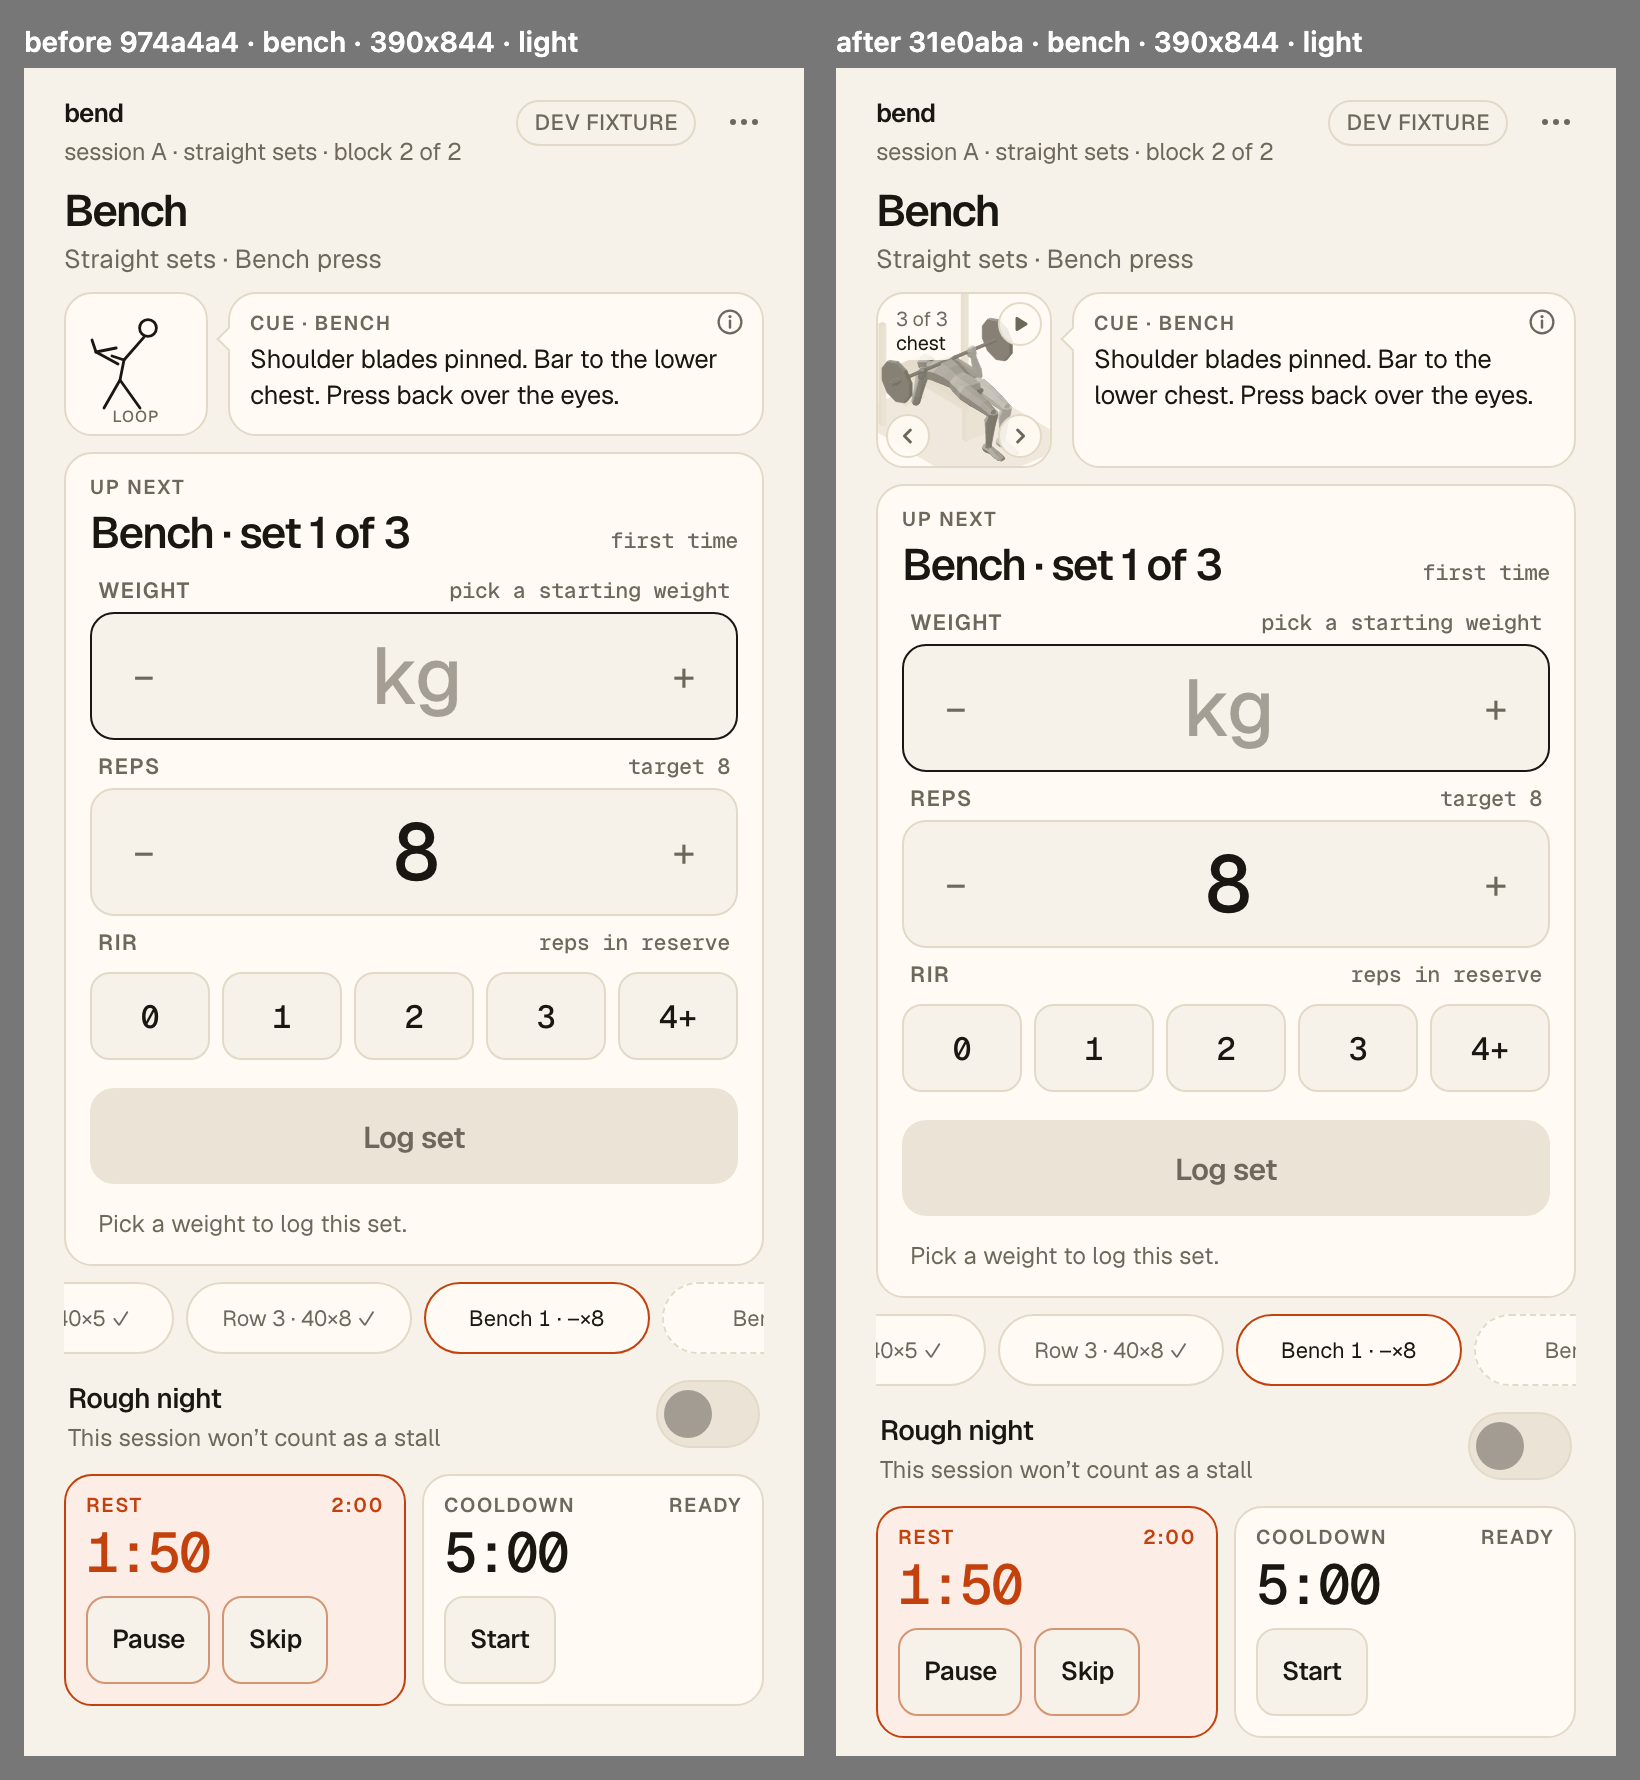 before 974a4a4 · bench · 390x844 · light
bend
DEV FIXTURE
session A · straight sets · block 2 of 2
Bench
Straight sets · Bench press
LOOP
CUE · BENCH
Shoulder blades pinned. Bar to the lower
chest. Press back over the eyes.
UP NEXT
Bench · set 1 of 3
first time
WEIGHT
pick a starting weight
− kg +
REPS
target 8
− 8 +
RIR
reps in reserve
0 1 2 3 4+
Log set
Pick a weight to log this set.
40×5 ✓
Row 3 · 40×8 ✓
Bench 1 · –×8
Ben
Rough night
This session won’t count as a stall
REST 2:00
1:50
Pause Skip
COOLDOWN READY
5:00
Start
after 31e0aba · bench · 390x844 · light
bend
DEV FIXTURE
session A · straight sets · block 2 of 2
Bench
Straight sets · Bench press
3 of 3
chest
CUE · BENCH
Shoulder blades pinned. Bar to the
lower chest. Press back over the eyes.
UP NEXT
Bench · set 1 of 3
first time
WEIGHT
pick a starting weight
− kg +
REPS
target 8
− 8 +
RIR
reps in reserve
0 1 2 3 4+
Log set
Pick a weight to log this set.
40×5 ✓
Row 3 · 40×8 ✓
Bench 1 · –×8
Ben
Rough night
This session won’t count as a stall
REST 2:00
1:50
Pause Skip
COOLDOWN READY
5:00
Start